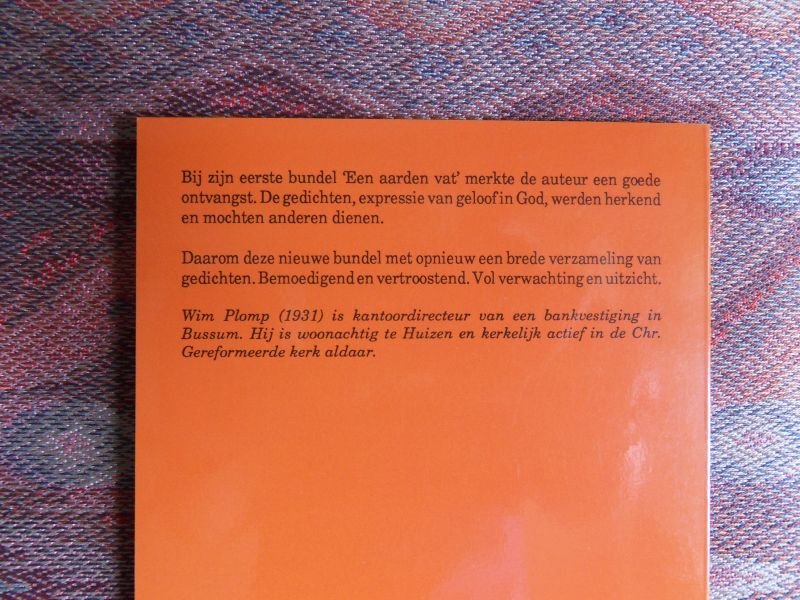 Bij zijn eerste bundel 'Een aarden vat' merkte de auteur een goede
ontvangst. De gedichten, expressie van geloof in God, werden herkend
en mochten anderen dienen.
Daarom deze nieuwe bundel met opnieuw een brede verzameling van
gedichten. Bemoedigend en vertroostend. Vol verwachting en uitzicht.
Wim Plomp (1931) is kantoordirecteur van een bankvestiging in
Bussum. Hij is woonachtig te Huizen en kerkelijk actief in de Chr.
Gereformeerde kerk aldaar.